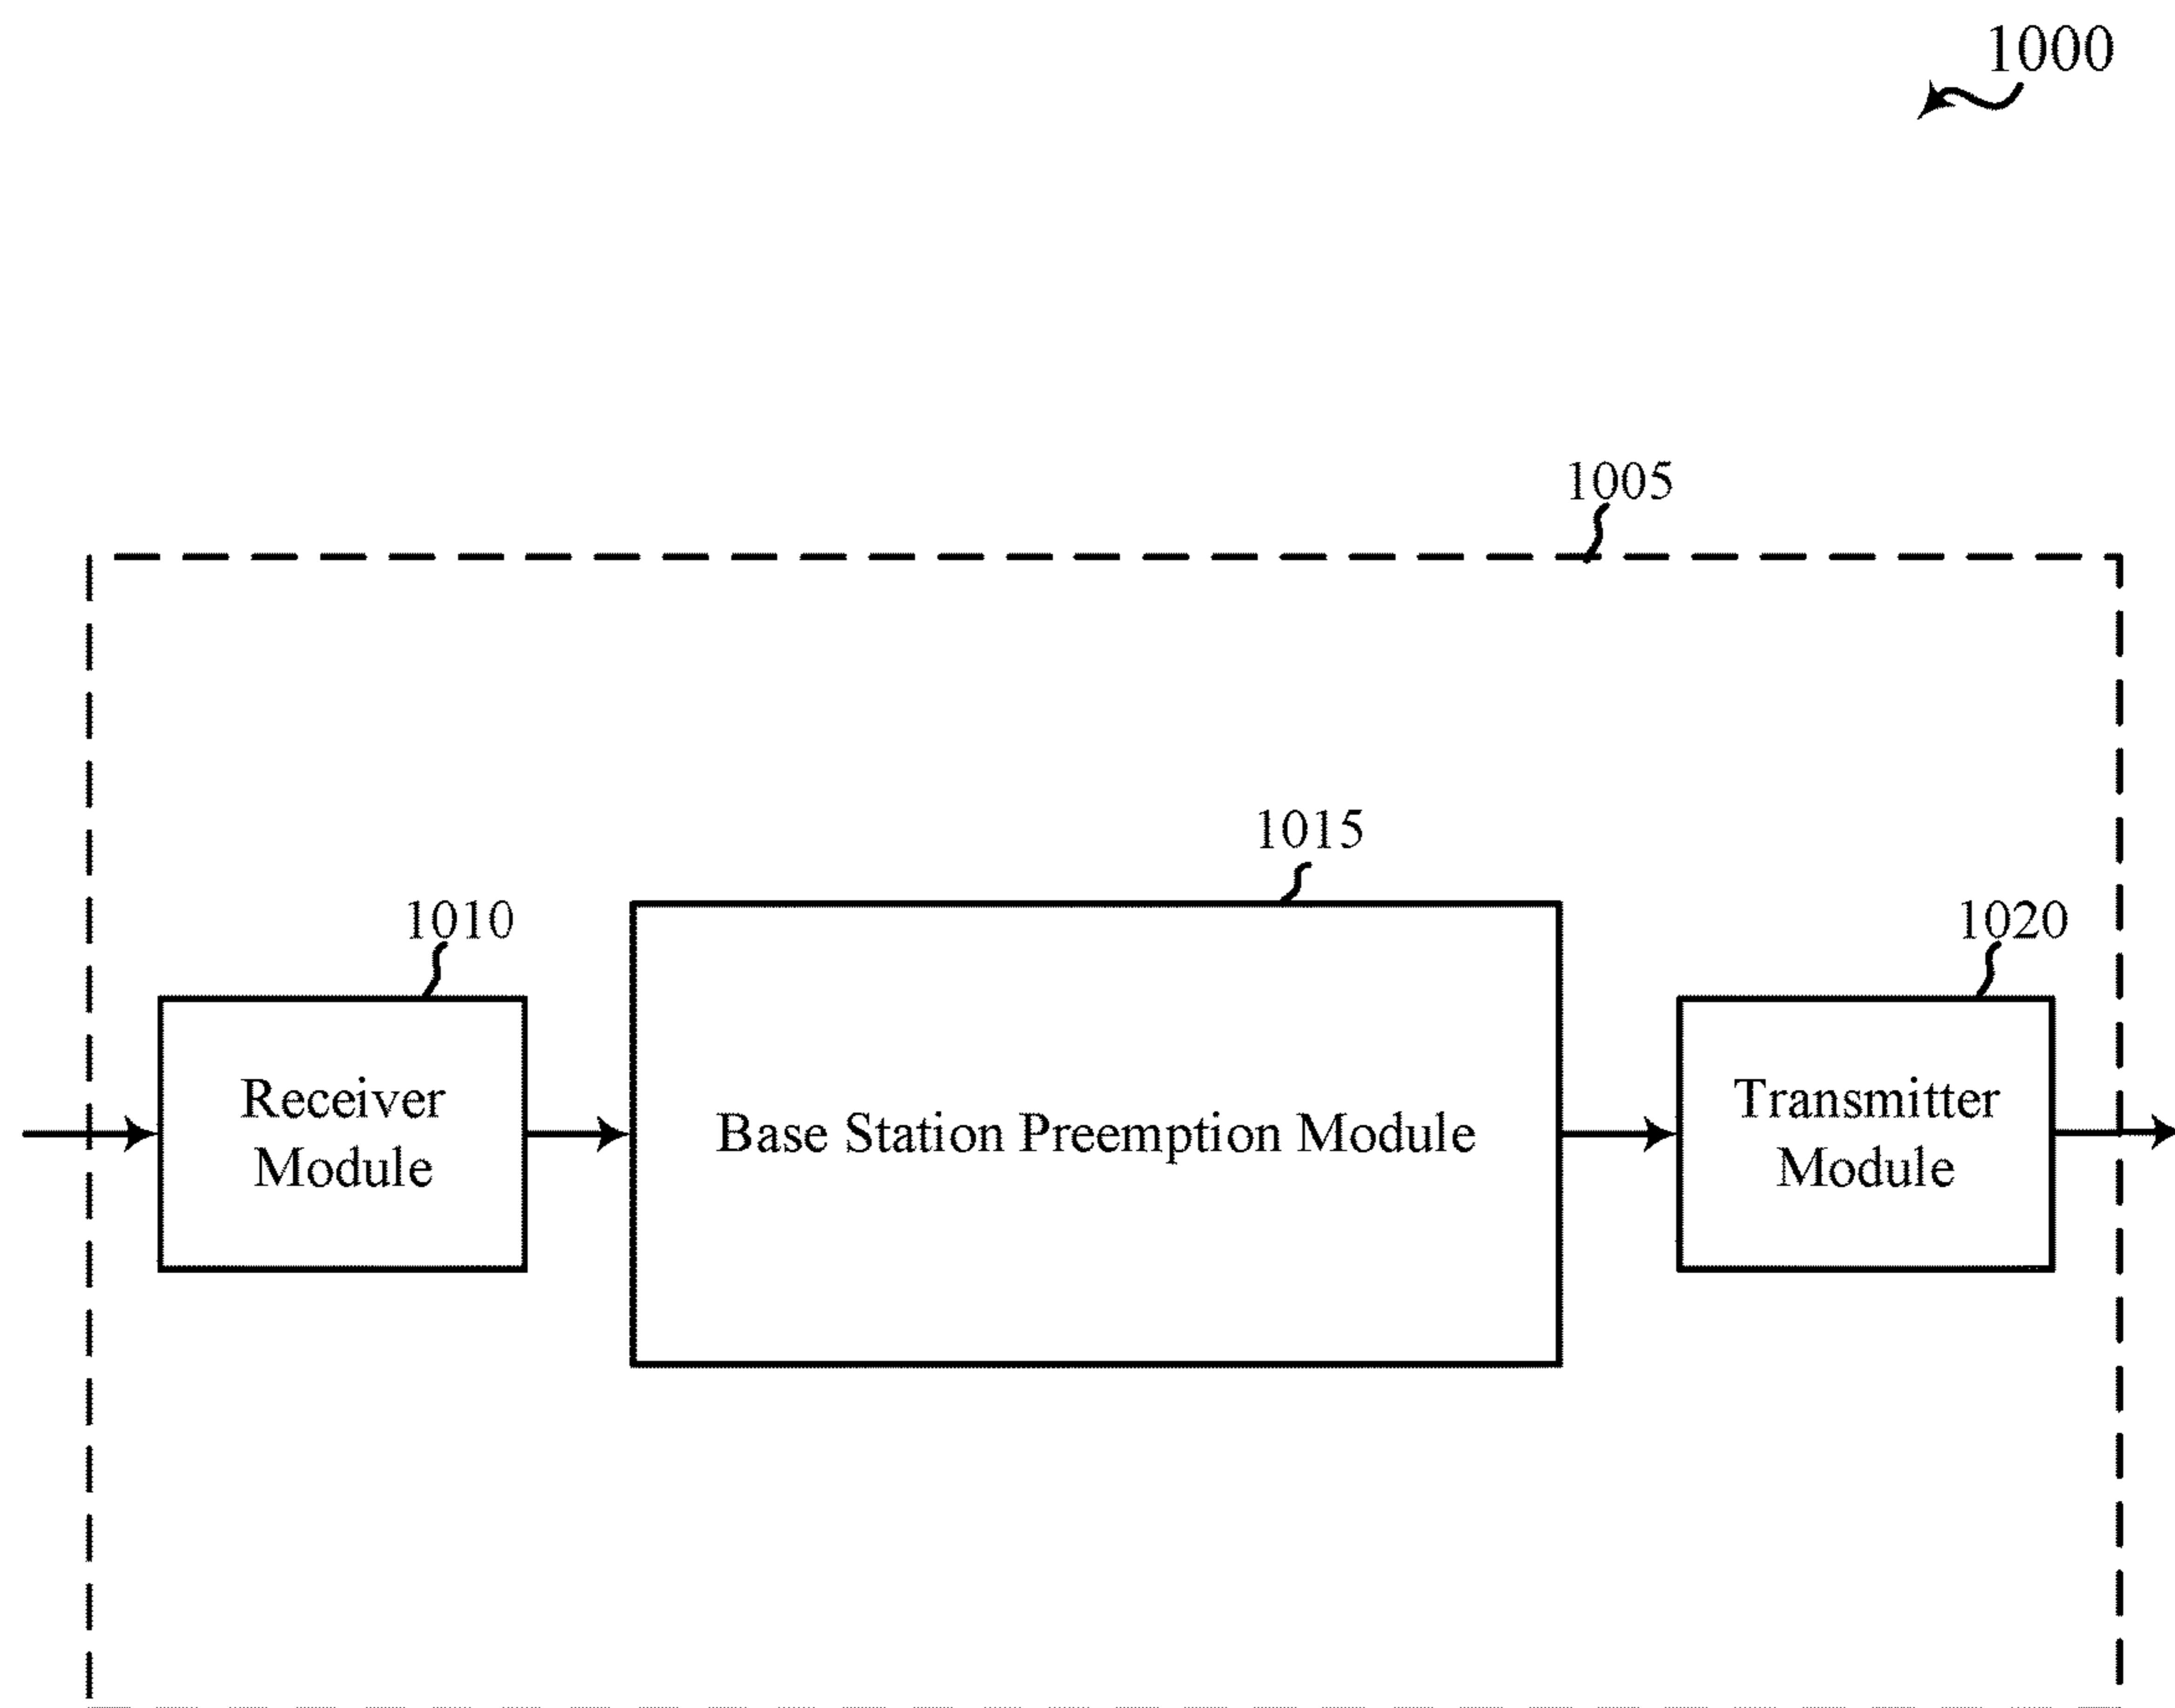 1000
1005
1015
1010
1020
Receiver
Module
Base Station Preemption Module
Transmitter
Module